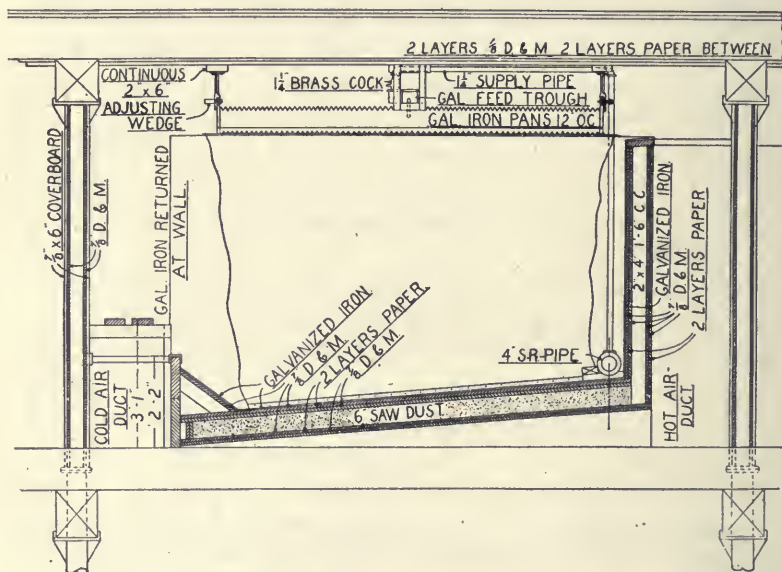 2 LAYERS ⅞ D & M 2 LAYERS PAPER BETWEEN
CONTINUOUS
2" x 6"
ADJUSTING
WEDGE
1¼" BRASS COCK
1¼" SUPPLY PIPE
GAL. FEED TROUGH
GAL. IRON PANS 12" OC
⅞" x 6" COVERBOARD
⅞" D. & M.
GAL. IRON RETURNED
AT WALL.
2" x 4" 1-6 C C
GALVANIZED IRON
⅞" D & M.
2 LAYERS PAPER
GALVANIZED IRON
⅞" D & M.
2 LAYERS PAPER
⅞" D & M
4" S-R-PIPE
6" SAW DUST.
COLD AIR
DUCT
3'-1"
2'-2"
HOT AIR-
DUCT